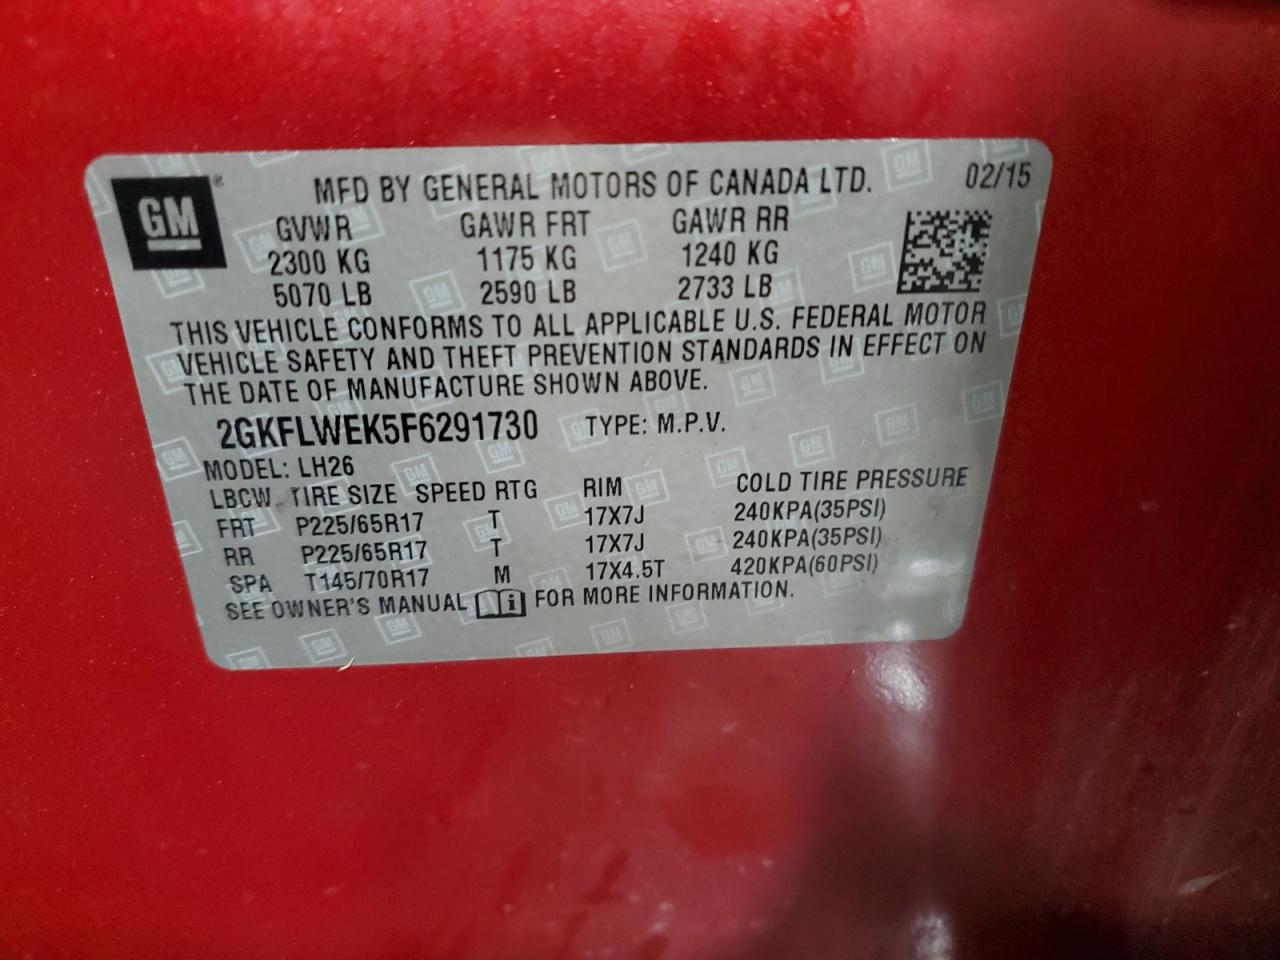 GM ® MFD BY GENERAL MOTORS OF CANADA LTD. 02/15
GVWR GAWR FRT GAWR RR
2300 KG 1175 KG 1240 KG
5070 LB 2590 LB 2733 LB
THIS VEHICLE CONFORMS TO ALL APPLICABLE U.S. FEDERAL MOTOR
VEHICLE SAFETY AND THEFT PREVENTION STANDARDS IN EFFECT ON
THE DATE OF MANUFACTURE SHOWN ABOVE.
2GKFLWEK5F6291730 TYPE: M.P.V.
MODEL: LH26
LBCW TIRE SIZE SPEED RTG RIM COLD TIRE PRESSURE
FRT P225/65R17 T 17X7J 240KPA(35PSI)
RR P225/65R17 T 17X7J 240KPA(35PSI)
SPA T145/70R17 M 17X4.5T 420KPA(60PSI)
SEE OWNER'S MANUAL i FOR MORE INFORMATION.